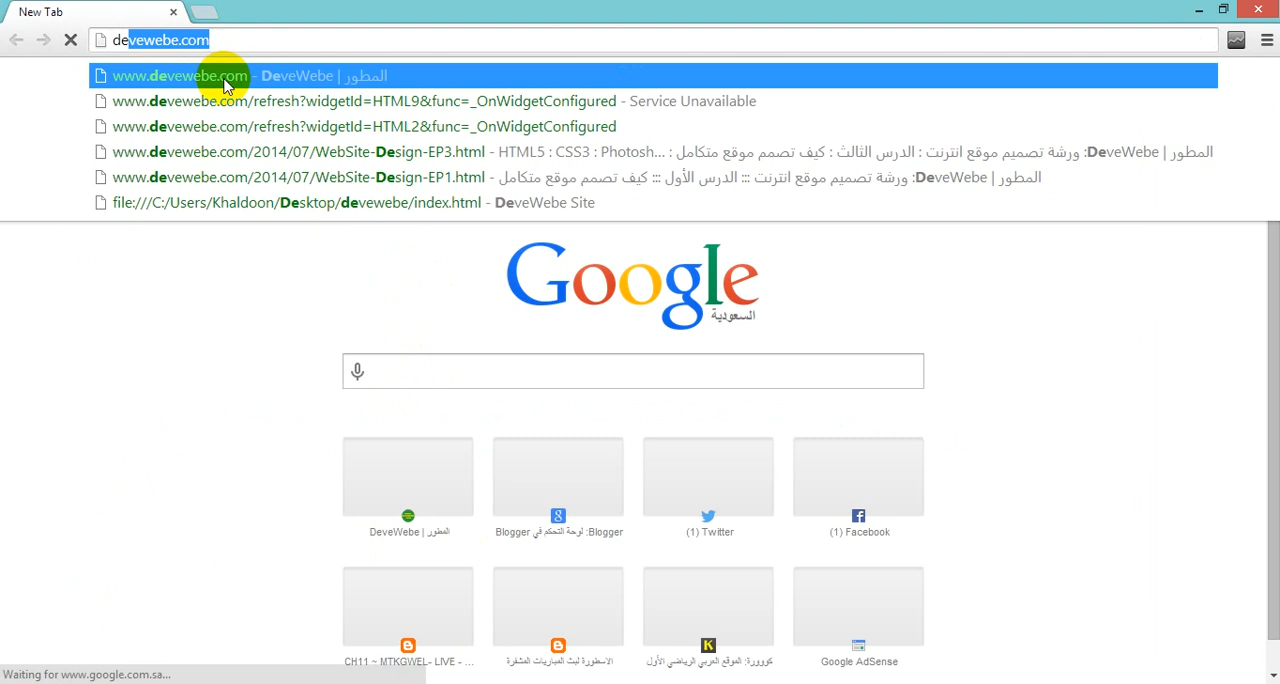 New Tab
devewebe.com
www.devewebe.com - DeveWebe | المطور
www.devewebe.com/refresh?widgetId=HTML9&func=_OnWidgetConfigured - Service Unavailable
www.devewebe.com/refresh?widgetId=HTML2&func=_OnWidgetConfigured
www.devewebe.com/2014/07/WebSite-Design-EP3.html - المطور | DeveWebe: ورشة تصميم موقع انترنت : الدرس الثالث : كيف تصمم موقع متكامل : HTML5 : CSS3 : Photosh...
www.devewebe.com/2014/07/WebSite-Design-EP1.html - المطور | DeveWebe: ورشة تصميم موقع انترنت ::: الدرس الأول ::: كيف تصمم موقع متكامل
file:///C:/Users/Khaldoon/Desktop/devewebe/index.html - DeveWebe Site
Google
السعودية
DeveWebe | المطور
Blogger: لوحة التحكم في Blogger
(1) Twitter
(1) Facebook
CH11 ~ MTKGWEL- LIVE - ...
الاسطورة لبث المباريات المشفرة
كووورة: الموقع العربي الرياضي الأول
Google AdSense
Waiting for www.google.com.sa...